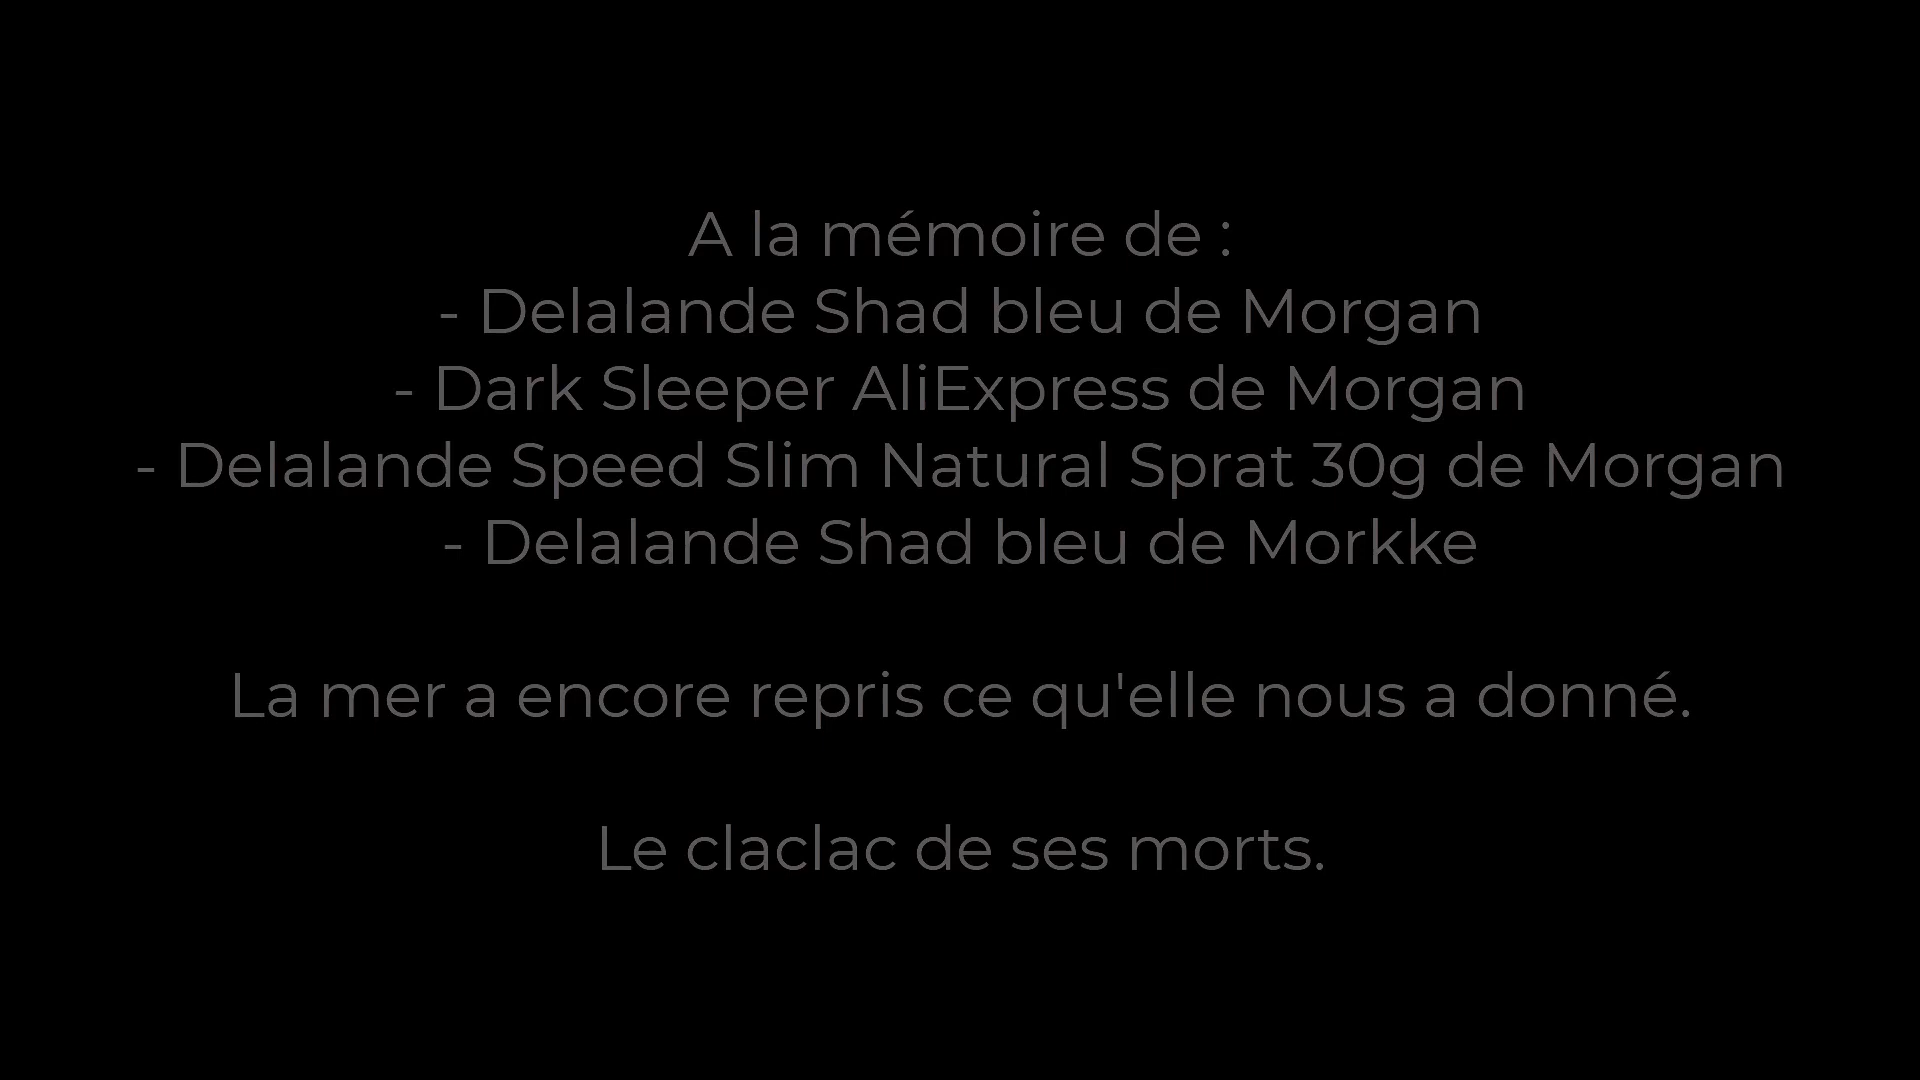 A la mémoire de :
- Delalande Shad bleu de Morgan
- Dark Sleeper AliExpress de Morgan
- Delalande Speed Slim Natural Sprat 30g de Morgan
- Delalande Shad bleu de Morkke
La mer a encore repris ce qu'elle nous a donné.
Le claclac de ses morts.